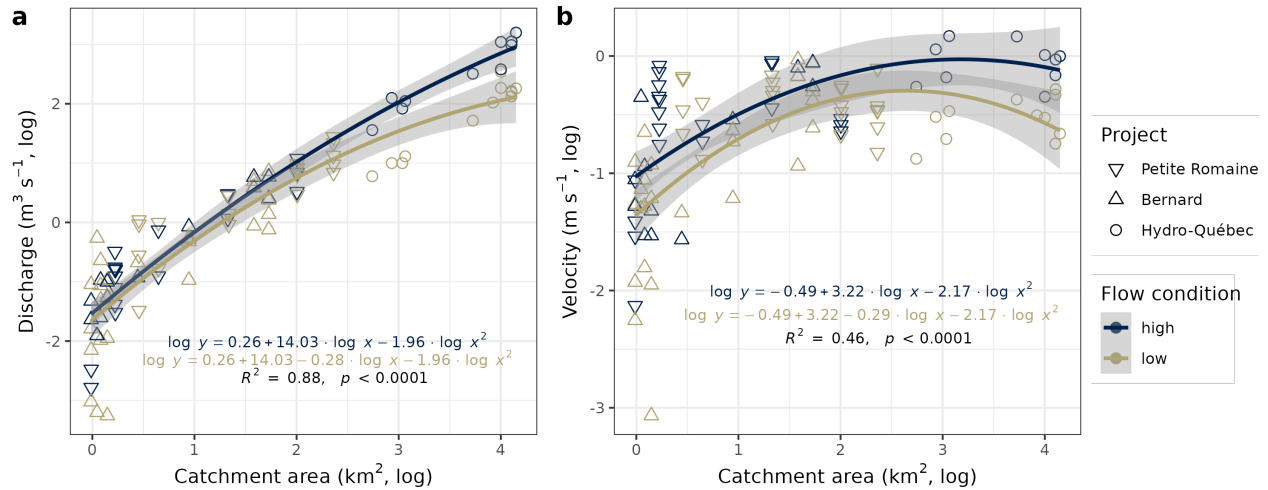 a
b
Discharge (m³ s⁻¹, log)
2
0
-2
log y = 0.26 + 14.03 · log x − 1.96 · log x²
log y = 0.26 + 14.03 − 0.28 · log x − 1.96 · log x²
R² = 0.88, p < 0.0001
0 1 2 3 4
Catchment area (km², log)
Velocity (m s⁻¹, log)
0
-1
-2
-3
log y = − 0.49 + 3.22 · log x − 2.17 · log x²
log y = − 0.49 + 3.22 − 0.29 · log x − 2.17 · log x²
R² = 0.46, p < 0.0001
0 1 2 3 4
Catchment area (km², log)
Project
Petite Romaine
Bernard
Hydro-Québec
Flow condition
high
low